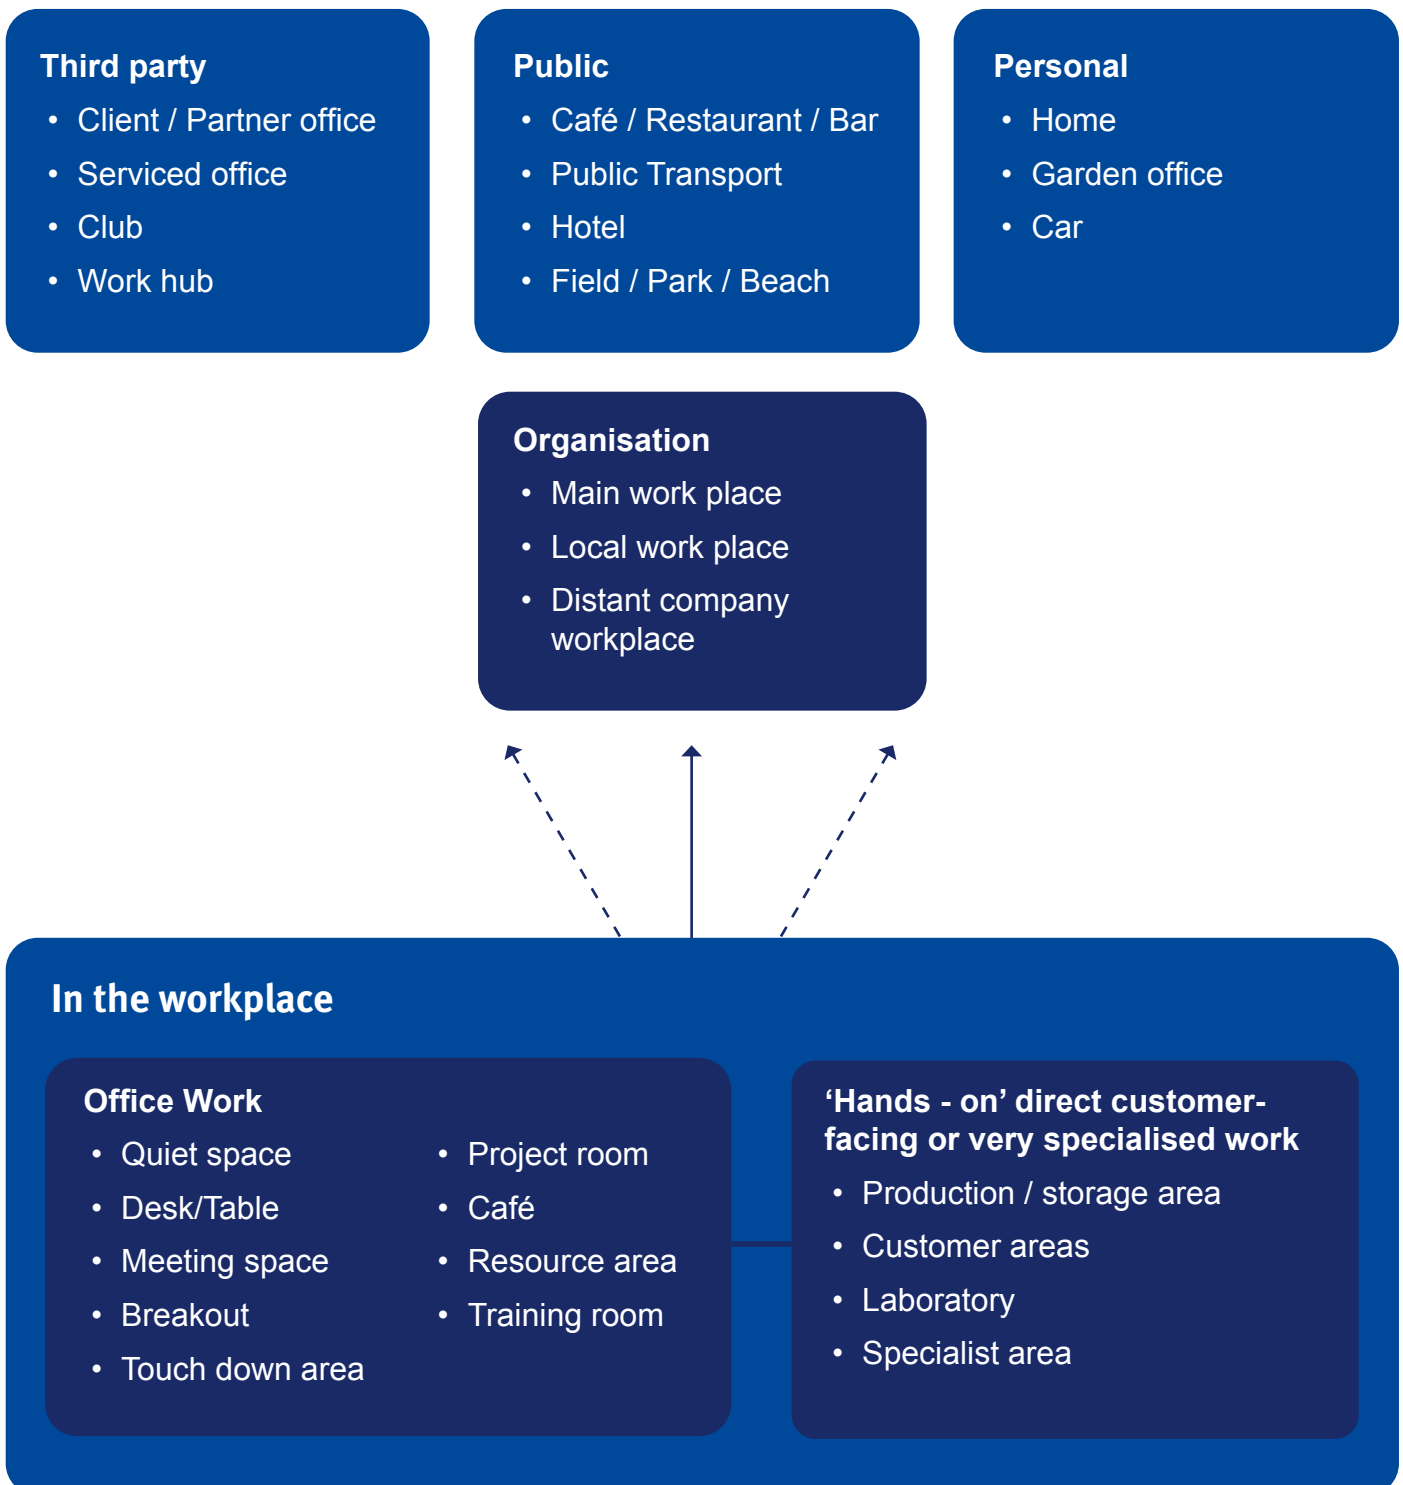 Third party
• Client / Partner office
• Serviced office
• Club
• Work hub
Public
• Café / Restaurant / Bar
• Public Transport
• Hotel
• Field / Park / Beach
Personal
• Home
• Garden office
• Car
Organisation
• Main work place
• Local work place
• Distant company
workplace
In the workplace
Office Work
• Quiet space
• Desk/Table
• Meeting space
• Breakout
• Touch down area
• Project room
• Café
• Resource area
• Training room
‘Hands - on’ direct customer-
facing or very specialised work
• Production / storage area
• Customer areas
• Laboratory
• Specialist area